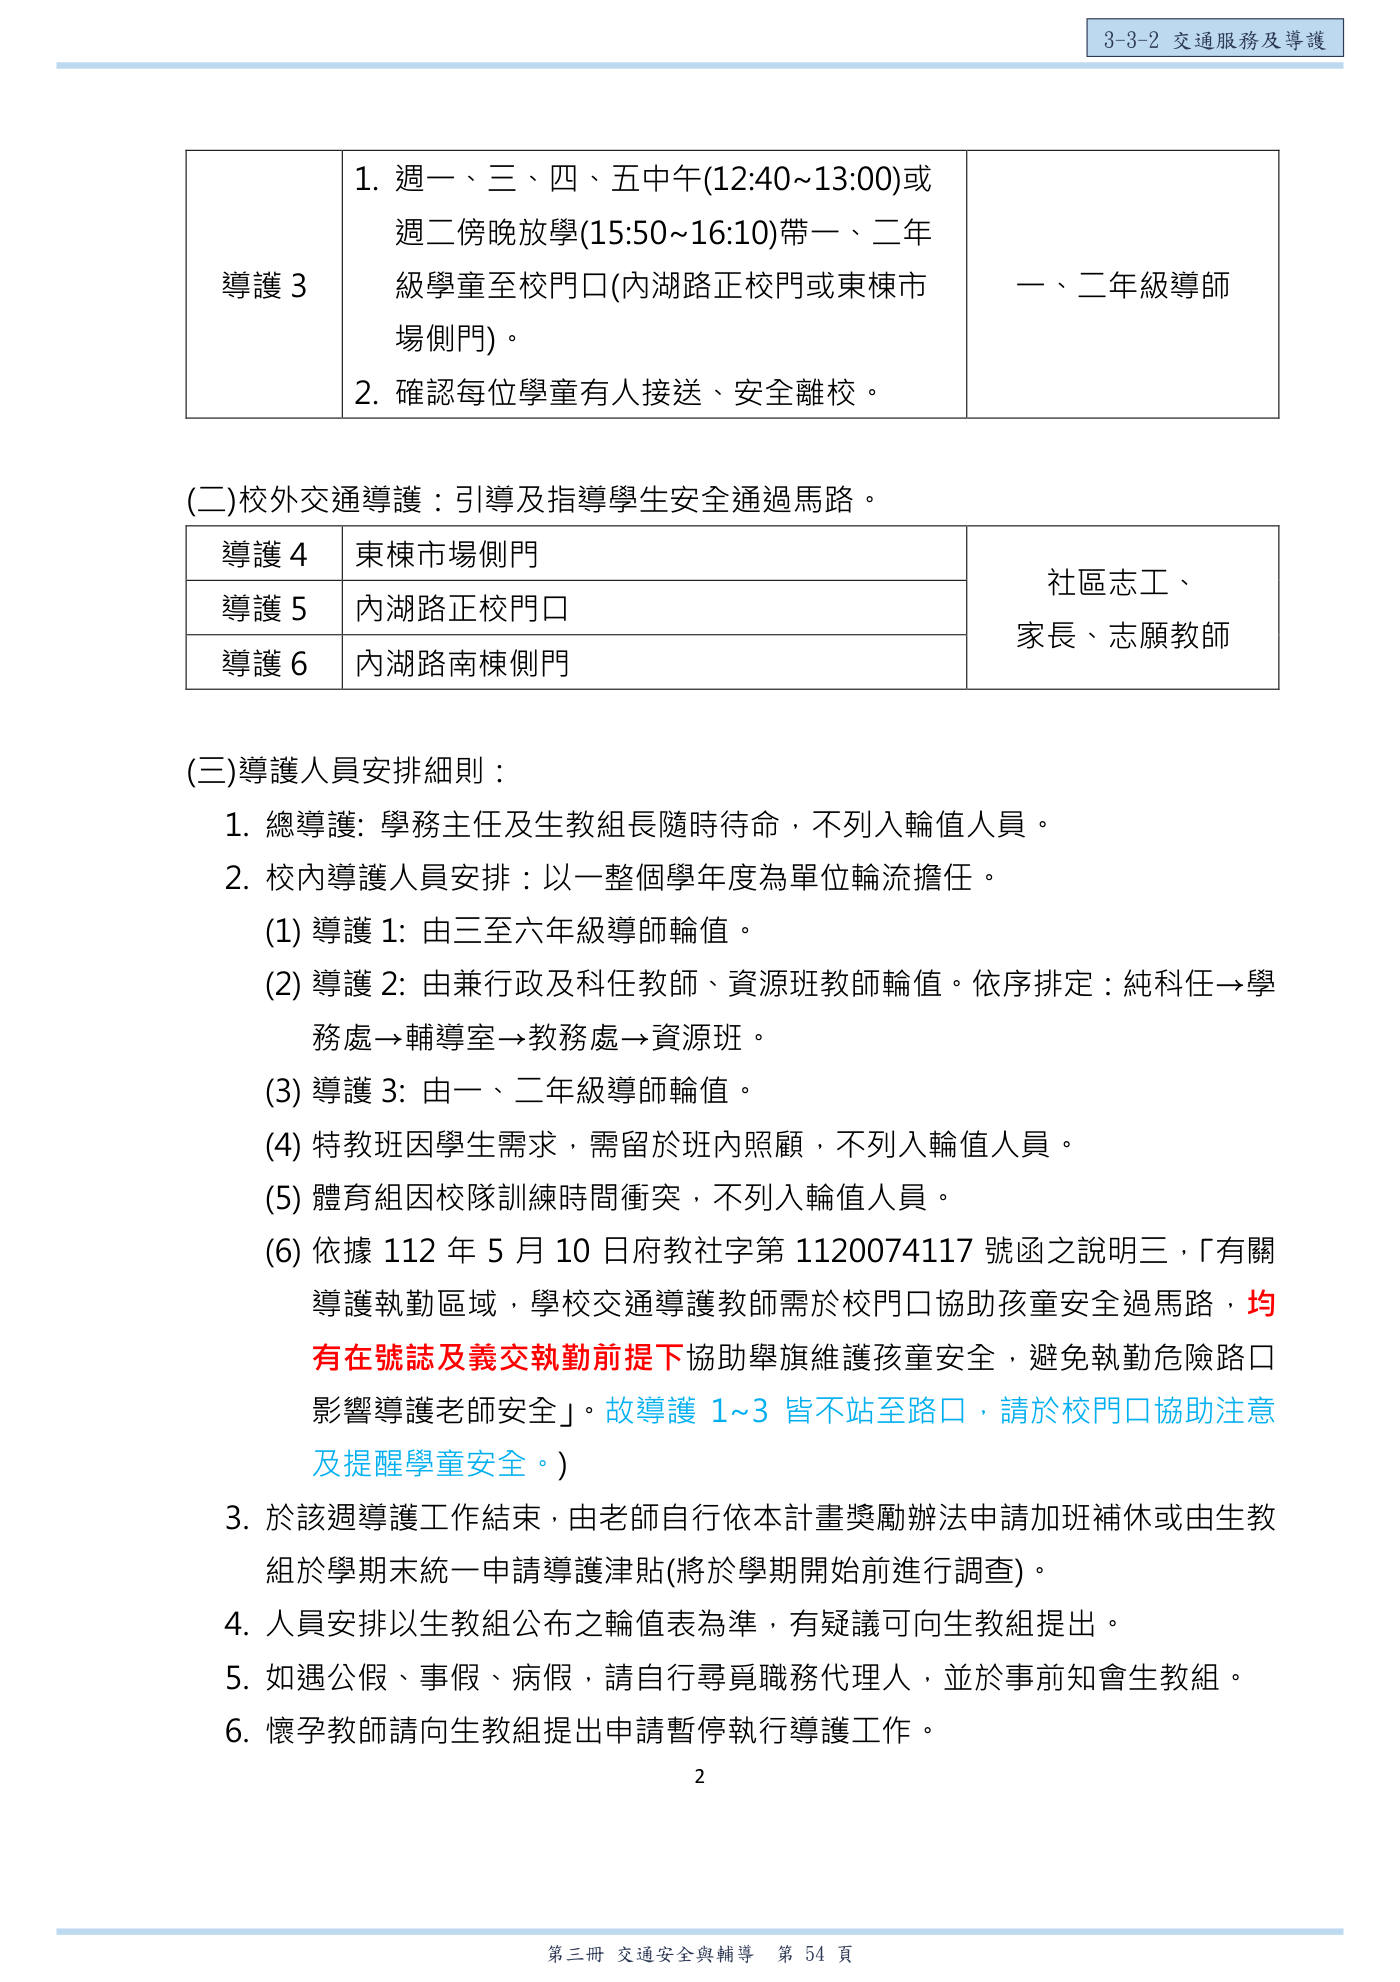 3-3-2 交通服務及導護
導護 3
1. 週一、三、四、五中午(12:40~13:00)或
週二傍晚放學(15:50~16:10)帶一、二年
級學童至校門口(內湖路正校門或東棟市
場側門)。
2. 確認每位學童有人接送、安全離校。
一、二年級導師
(二)校外交通導護：引導及指導學生安全通過馬路。
導護 4 東棟市場側門
導護 5 內湖路正校門口
導護 6 內湖路南棟側門
社區志工、
家長、志願教師
(三)導護人員安排細則：
1. 總導護: 學務主任及生教組長隨時待命，不列入輪值人員。
2. 校內導護人員安排：以一整個學年度為單位輪流擔任。
(1) 導護 1: 由三至六年級導師輪值。
(2) 導護 2: 由兼行政及科任教師、資源班教師輪值。依序排定：純科任→學
務處→輔導室→教務處→資源班。
(3) 導護 3: 由一、二年級導師輪值。
(4) 特教班因學生需求，需留於班內照顧，不列入輪值人員。
(5) 體育組因校隊訓練時間衝突，不列入輪值人員。
(6) 依據 112 年 5 月 10 日府教社字第 1120074117 號函之說明三，「有關
導護執勤區域，學校交通導護教師需於校門口協助孩童安全過馬路，均
有在號誌及義交執勤前提下協助舉旗維護孩童安全，避免執勤危險路口
影響導護老師安全」。故導護 1~3 皆不站至路口，請於校門口協助注意
及提醒學童安全。)
3. 於該週導護工作結束，由老師自行依本計畫獎勵辦法申請加班補休或由生教
組於學期末統一申請導護津貼(將於學期開始前進行調查)。
4. 人員安排以生教組公布之輪值表為準，有疑議可向生教組提出。
5. 如遇公假、事假、病假，請自行尋覓職務代理人，並於事前知會生教組。
6. 懷孕教師請向生教組提出申請暫停執行導護工作。
2
第三冊 交通安全與輔導 第 54 頁